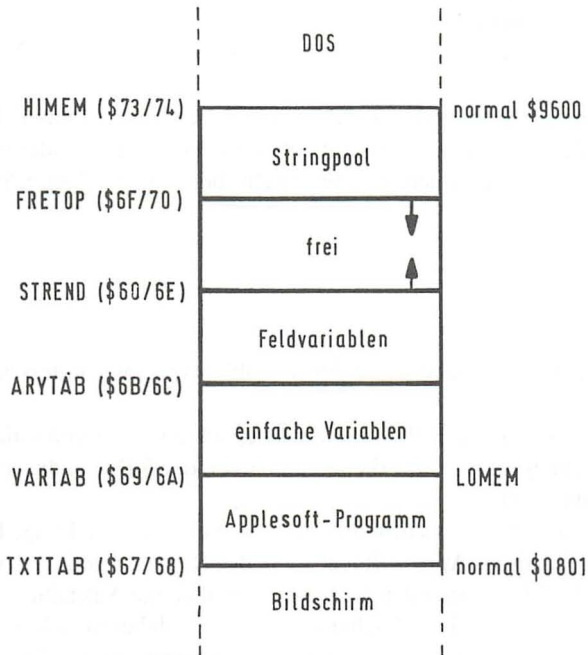 DOS
HIMEM ($73/74) normal $9600
Stringpool
FRETOP ($6F/70)
frei
STREND ($60/6E)
Feldvariablen
ARYTAB ($6B/6C)
einfache Variablen
VARTAB ($69/6A) LOMEM
Applesoft-Programm
TXTTAB ($67/68) normal $0801
Bildschirm